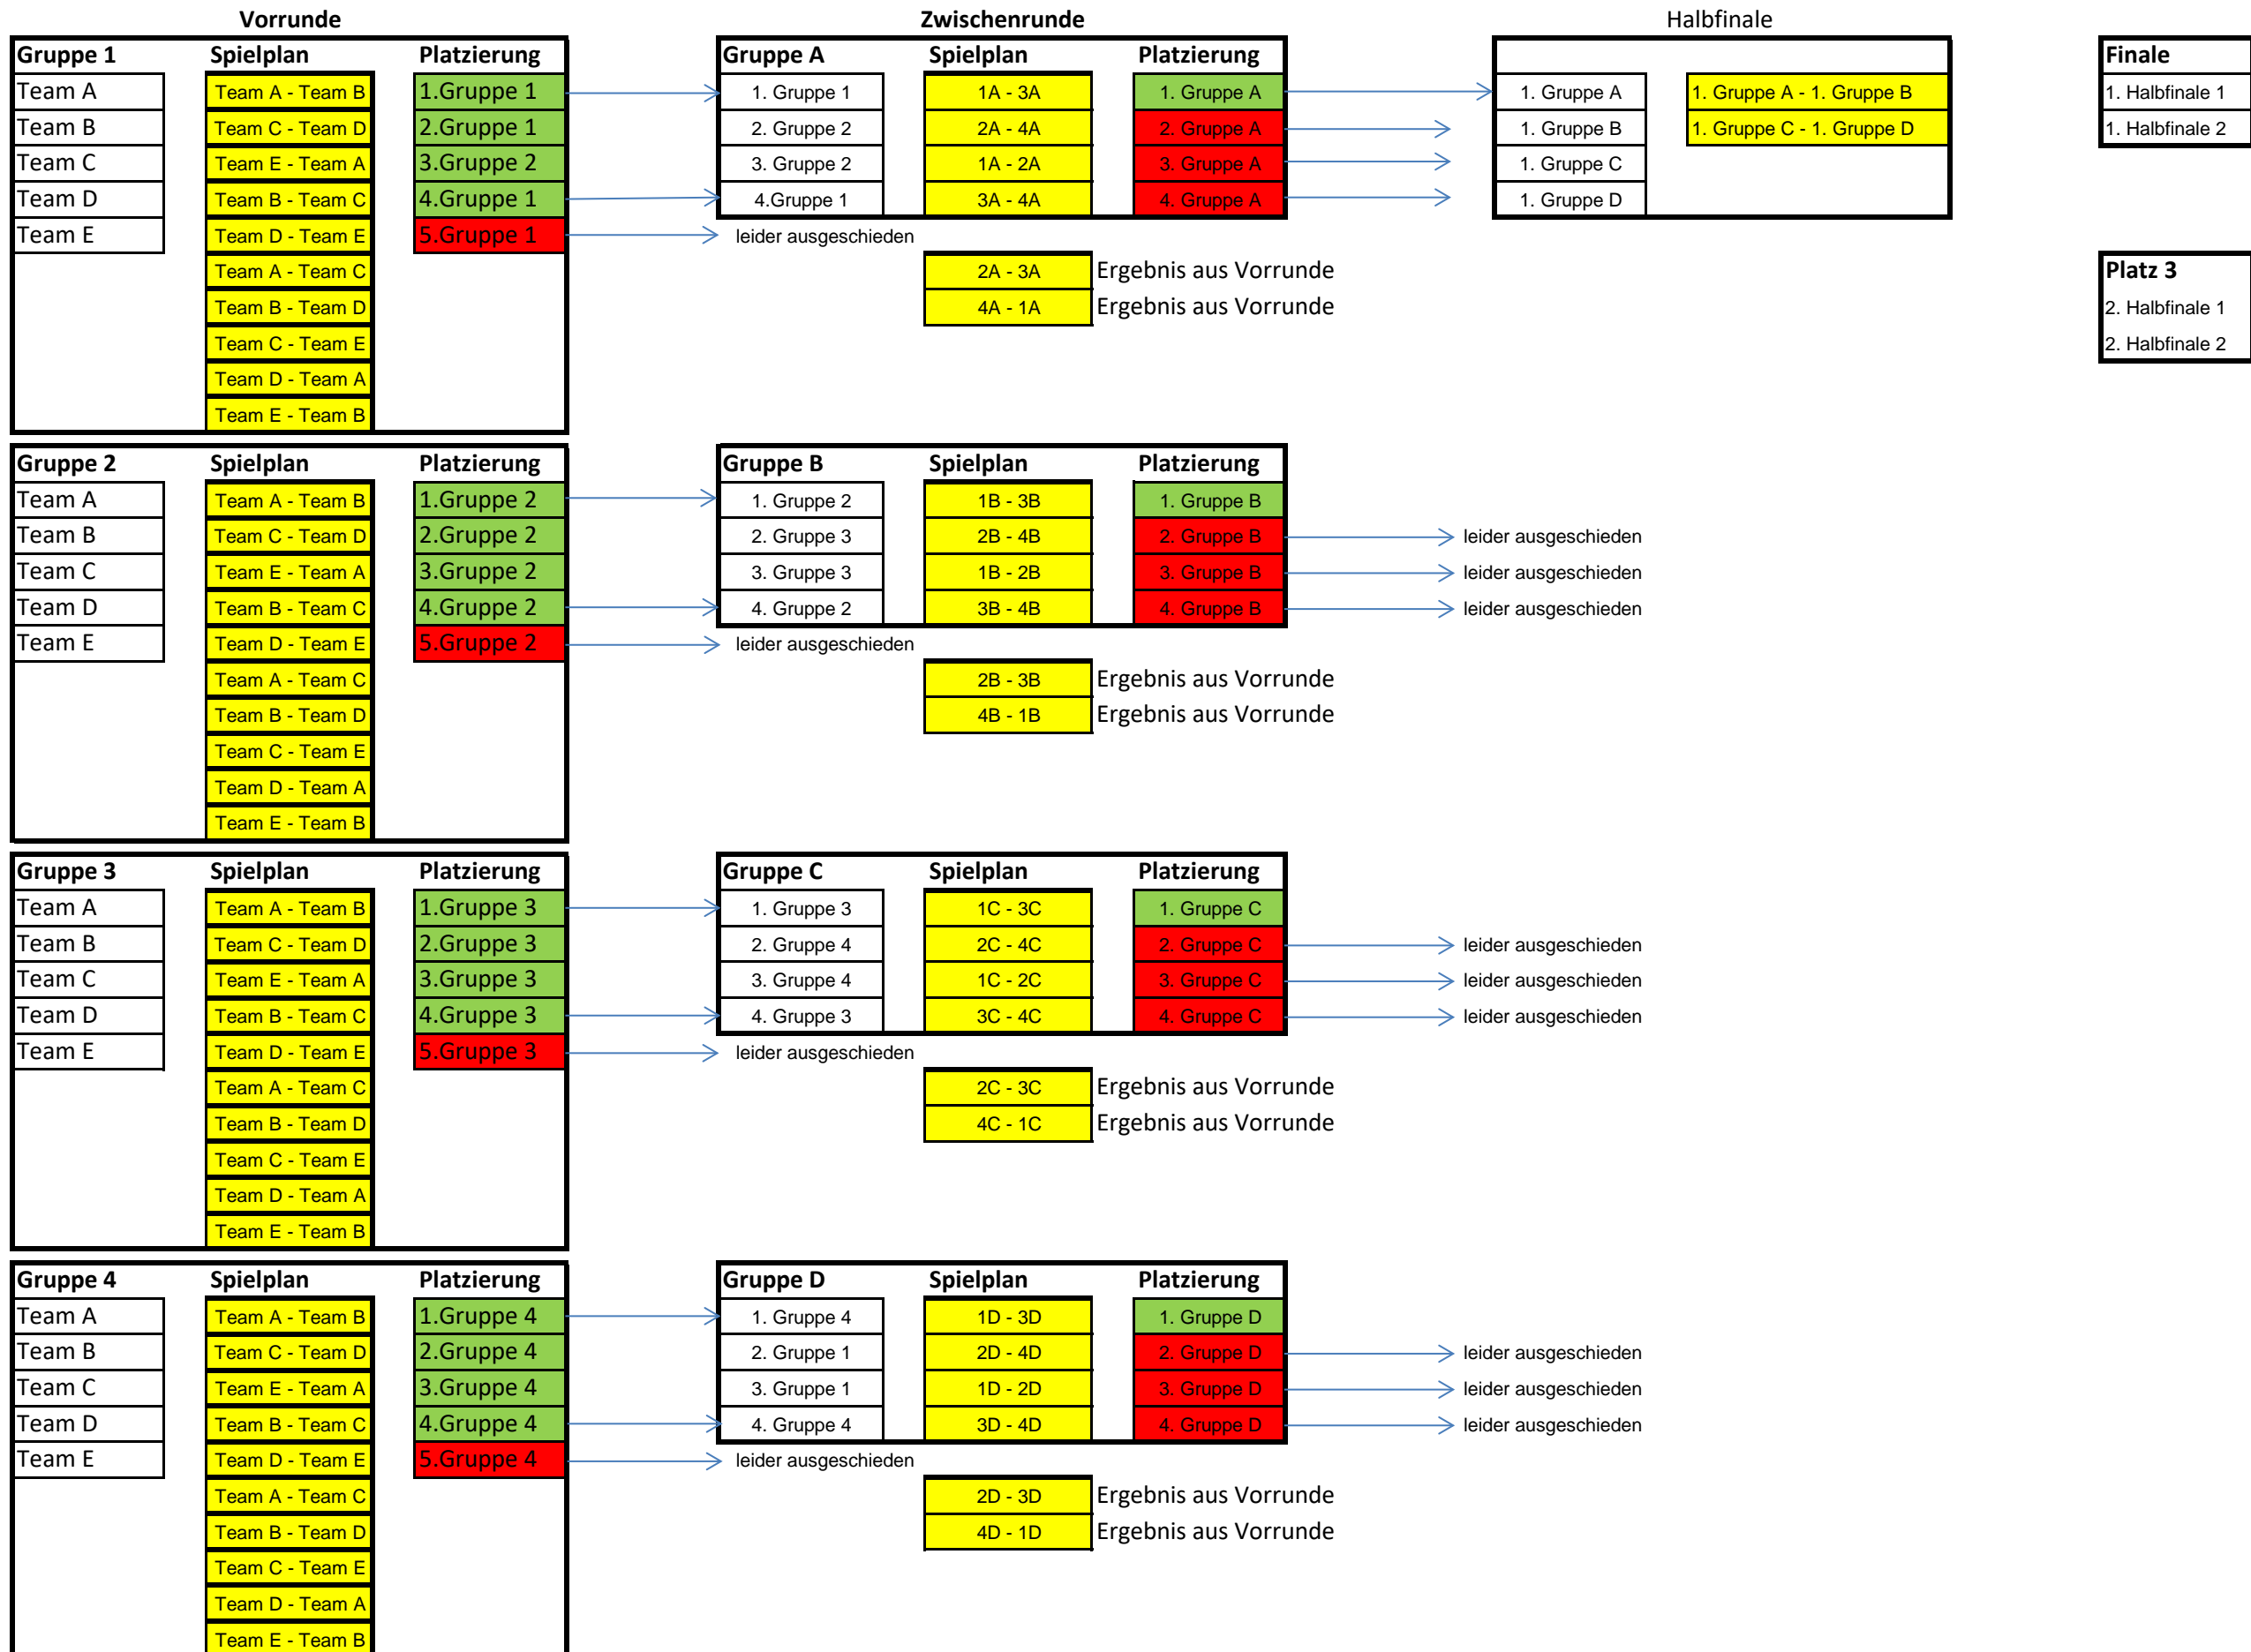 Vorrunde Zwischenrunde Halbfinale
Gruppe 1 Spielplan Platzierung Gruppe A Spielplan Platzierung Finale
Team A Team A - Team B 1.Gruppe 1 1. Gruppe 1 1A - 3A 1. Gruppe A 1. Gruppe A 1. Gruppe A - 1. Gruppe B 1. Halbfinale 1
Team B Team C - Team D 2.Gruppe 1 2. Gruppe 2 2A - 4A 2. Gruppe A 1. Gruppe B 1. Gruppe C - 1. Gruppe D 1. Halbfinale 2
Team C Team E - Team A 3.Gruppe 2 3. Gruppe 2 1A - 2A 3. Gruppe A 1. Gruppe C
Team D Team B - Team C 4.Gruppe 1 4.Gruppe 1 3A - 4A 4. Gruppe A 1. Gruppe D
Team E Team D - Team E 5.Gruppe 1 leider ausgeschieden
Team A - Team C 2A - 3A Ergebnis aus Vorrunde Platz 3
Team B - Team D 4A - 1A Ergebnis aus Vorrunde 2. Halbfinale 1
Team C - Team E 2. Halbfinale 2
Team D - Team A
Team E - Team B
Gruppe 2 Spielplan Platzierung Gruppe B Spielplan Platzierung
Team A Team A - Team B 1.Gruppe 2 1. Gruppe 2 1B - 3B 1. Gruppe B
Team B Team C - Team D 2.Gruppe 2 2. Gruppe 3 2B - 4B 2. Gruppe B leider ausgeschieden
Team C Team E - Team A 3.Gruppe 2 3. Gruppe 3 1B - 2B 3. Gruppe B leider ausgeschieden
Team D Team B - Team C 4.Gruppe 2 4. Gruppe 2 3B - 4B 4. Gruppe B leider ausgeschieden
Team E Team D - Team E 5.Gruppe 2 leider ausgeschieden
Team A - Team C 2B - 3B Ergebnis aus Vorrunde
Team B - Team D 4B - 1B Ergebnis aus Vorrunde
Team C - Team E
Team D - Team A
Team E - Team B
Gruppe 3 Spielplan Platzierung Gruppe C Spielplan Platzierung
Team A Team A - Team B 1.Gruppe 3 1. Gruppe 3 1C - 3C 1. Gruppe C
Team B Team C - Team D 2.Gruppe 3 2. Gruppe 4 2C - 4C 2. Gruppe C leider ausgeschieden
Team C Team E - Team A 3.Gruppe 3 3. Gruppe 4 1C - 2C 3. Gruppe C leider ausgeschieden
Team D Team B - Team C 4.Gruppe 3 4. Gruppe 3 3C - 4C 4. Gruppe C leider ausgeschieden
Team E Team D - Team E 5.Gruppe 3 leider ausgeschieden
Team A - Team C 2C - 3C Ergebnis aus Vorrunde
Team B - Team D 4C - 1C Ergebnis aus Vorrunde
Team C - Team E
Team D - Team A
Team E - Team B
Gruppe 4 Spielplan Platzierung Gruppe D Spielplan Platzierung
Team A Team A - Team B 1.Gruppe 4 1. Gruppe 4 1D - 3D 1. Gruppe D
Team B Team C - Team D 2.Gruppe 4 2. Gruppe 1 2D - 4D 2. Gruppe D leider ausgeschieden
Team C Team E - Team A 3.Gruppe 4 3. Gruppe 1 1D - 2D 3. Gruppe D leider ausgeschieden
Team D Team B - Team C 4.Gruppe 4 4. Gruppe 4 3D - 4D 4. Gruppe D leider ausgeschieden
Team E Team D - Team E 5.Gruppe 4 leider ausgeschieden
Team A - Team C 2D - 3D Ergebnis aus Vorrunde
Team B - Team D 4D - 1D Ergebnis aus Vorrunde
Team C - Team E
Team D - Team A
Team E - Team B